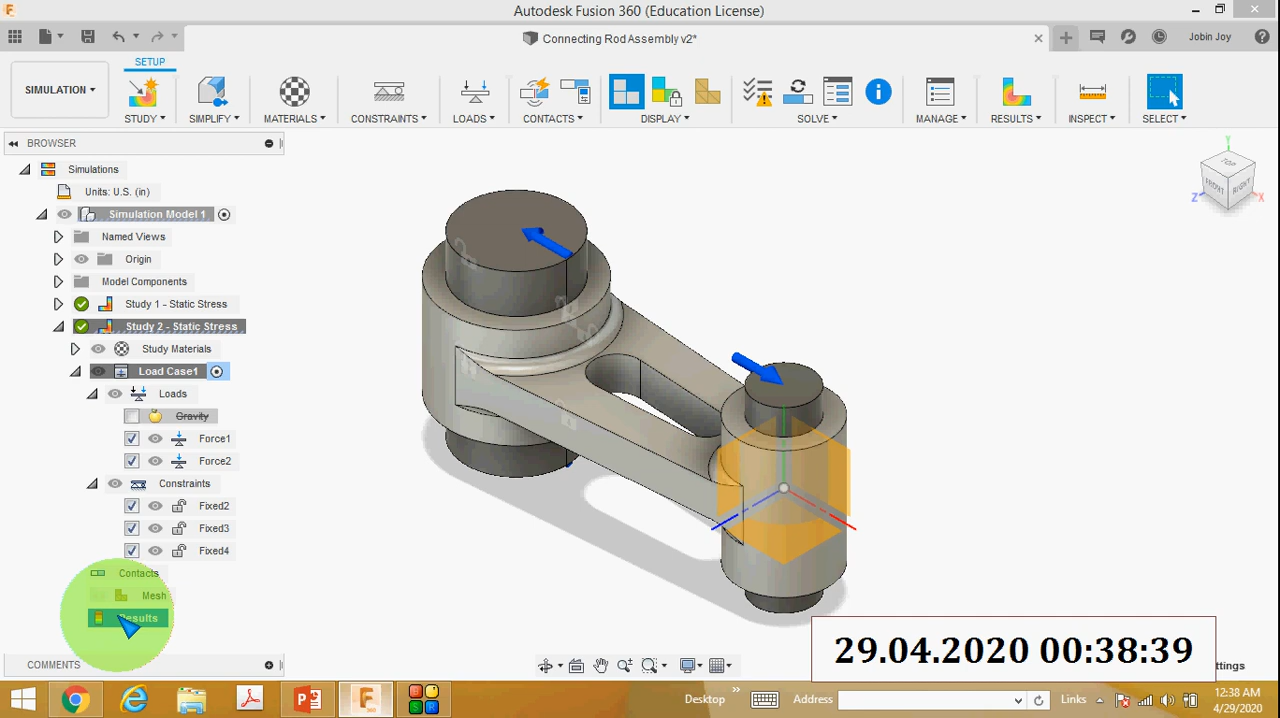 Autodesk Fusion 360 (Education License)
Connecting Rod Assembly v2*
Jobin Joy
SETUP
SIMULATION
STUDY
SIMPLIFY
MATERIALS
CONSTRAINTS
LOADS
CONTACTS
DISPLAY
SOLVE
MANAGE
RESULTS
INSPECT
SELECT
BROWSER
Simulations
Units: U.S. (in)
Simulation Model 1
Named Views
Origin
Model Components
Study 1 - Static Stress
Study 2 - Static Stress
Study Materials
Load Case1
Loads
Gravity
Force1
Force2
Constraints
Fixed2
Fixed3
Fixed4
Contacts
Mesh
Results
COMMENTS
Y
TOP
FRONT
RIGHT
Z
X
29.04.2020 00:38:39
ttings
Desktop
Address
Links
12:38 AM
4/29/2020